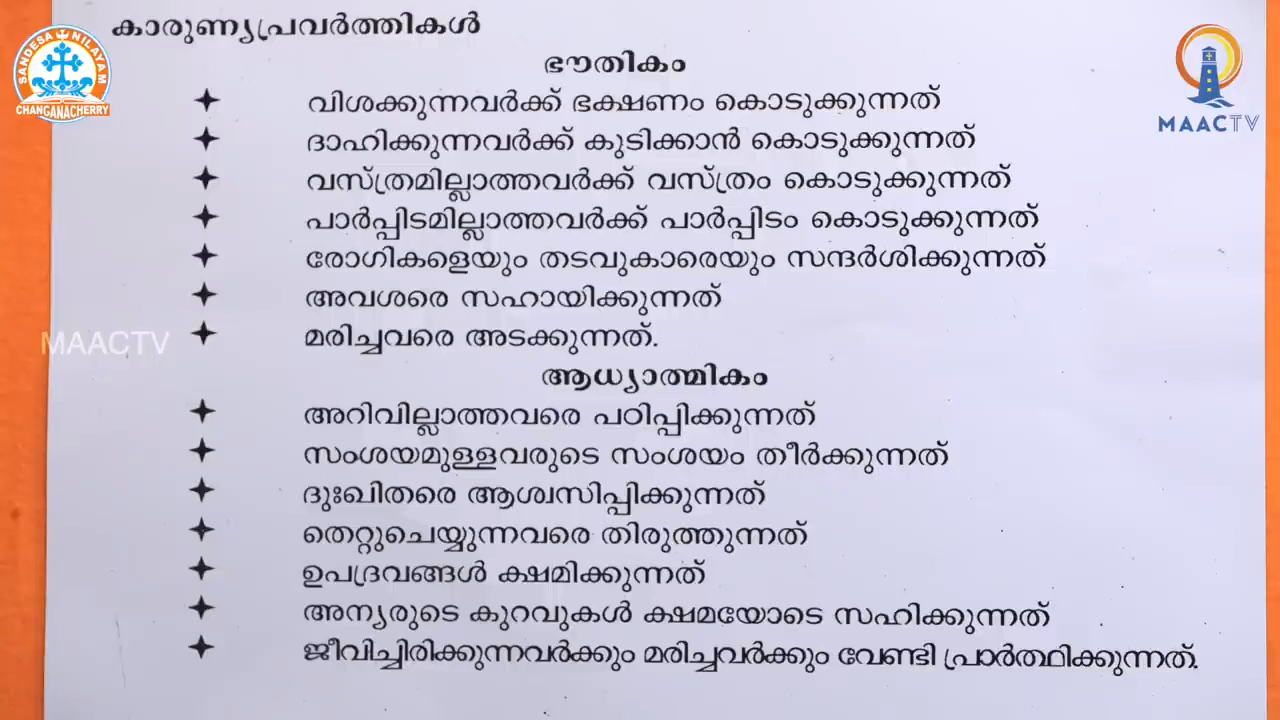 കാരുണ്യപ്രവർത്തികൾ
ഭൗതികം
വിശക്കുന്നവർക്ക് ഭക്ഷണം കൊടുക്കുന്നത്
ദാഹിക്കുന്നവർക്ക് കുടിക്കാൻ കൊടുക്കുന്നത്
വസ്ത്രമില്ലാത്തവർക്ക് വസ്ത്രം കൊടുക്കുന്നത്
പാർപ്പിടമില്ലാത്തവർക്ക് പാർപ്പിടം കൊടുക്കുന്നത്
രോഗികളെയും തടവുകാരെയും സന്ദർശിക്കുന്നത്
അവശരെ സഹായിക്കുന്നത്
മരിച്ചവരെ അടക്കുന്നത്.
ആധ്യാത്മികം
അറിവില്ലാത്തവരെ പഠിപ്പിക്കുന്നത്
സംശയമുള്ളവരുടെ സംശയം തീർക്കുന്നത്
ദുഃഖിതരെ ആശ്വസിപ്പിക്കുന്നത്
തെറ്റുചെയ്യുന്നവരെ തിരുത്തുന്നത്
ഉപദ്രവങ്ങൾ ക്ഷമിക്കുന്നത്
അന്യരുടെ കുറവുകൾ ക്ഷമയോടെ സഹിക്കുന്നത്
ജീവിച്ചിരിക്കുന്നവർക്കും മരിച്ചവർക്കും വേണ്ടി പ്രാർത്ഥിക്കുന്നത്.
SANDESA NILAYAM
CHANGANACHERRY
MAACTV
MAACTV